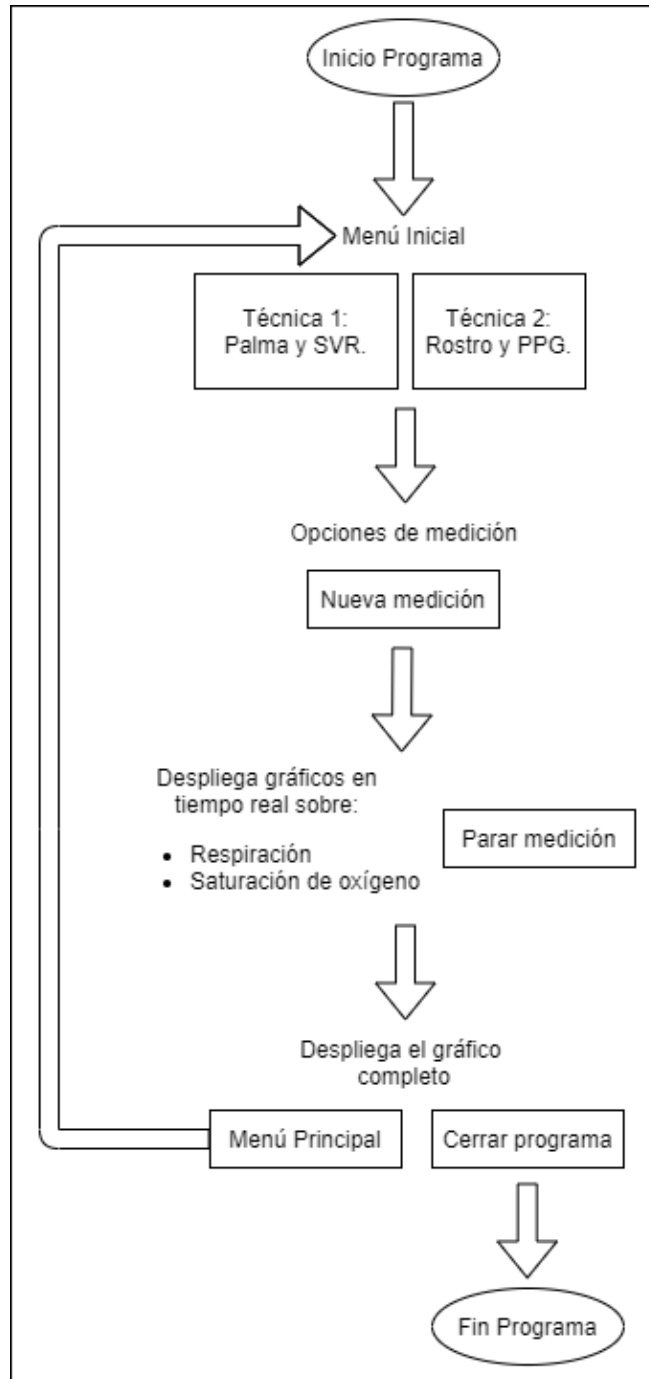 Inicio Programa
Menú Inicial
Técnica 1:
Palma y SVR.
Técnica 2:
Rostro y PPG.
Opciones de medición
Nueva medición
Despliega gráficos en
tiempo real sobre:
• Respiración
• Saturación de oxígeno
Parar medición
Despliega el gráfico
completo
Menú Principal
Cerrar programa
Fin Programa